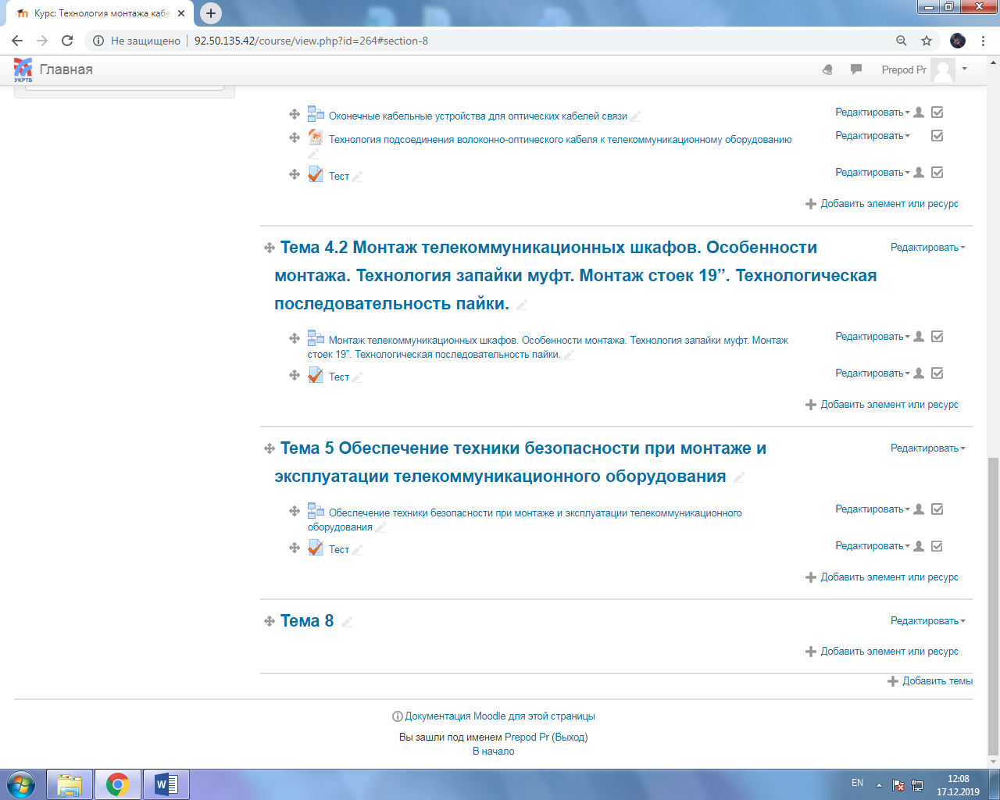 Курс: Технология монтажа кабе
Не защищено 92.50.135.42/course/view.php?id=264#section-8
УКРТБ
Главная
Prepod Pr
Оконечные кабельные устройства для оптических кабелей связи
Редактировать
Технология подсоединения волоконно-оптического кабеля к телекоммуникационному оборудованию
Редактировать
Тест
Редактировать
Добавить элемент или ресурс
Тема 4.2 Монтаж телекоммуникационных шкафов. Особенности
Редактировать
монтажа. Технология запайки муфт. Монтаж стоек 19”. Технологическая
последовательность пайки.
Монтаж телекоммуникационных шкафов. Особенности монтажа. Технология запайки муфт. Монтаж
Редактировать
стоек 19”. Технологическая последовательность пайки.
Тест
Редактировать
Добавить элемент или ресурс
Тема 5 Обеспечение техники безопасности при монтаже и
Редактировать
эксплуатации телекоммуникационного оборудования
Обеспечение техники безопасности при монтаже и эксплуатации телекоммуникационного
Редактировать
оборудования
Тест
Редактировать
Добавить элемент или ресурс
Тема 8
Редактировать
Добавить элемент или ресурс
Добавить темы
Документация Moodle для этой страницы
Вы зашли под именем Prepod Pr (Выход)
В начало
EN
12:08
17.12.2019